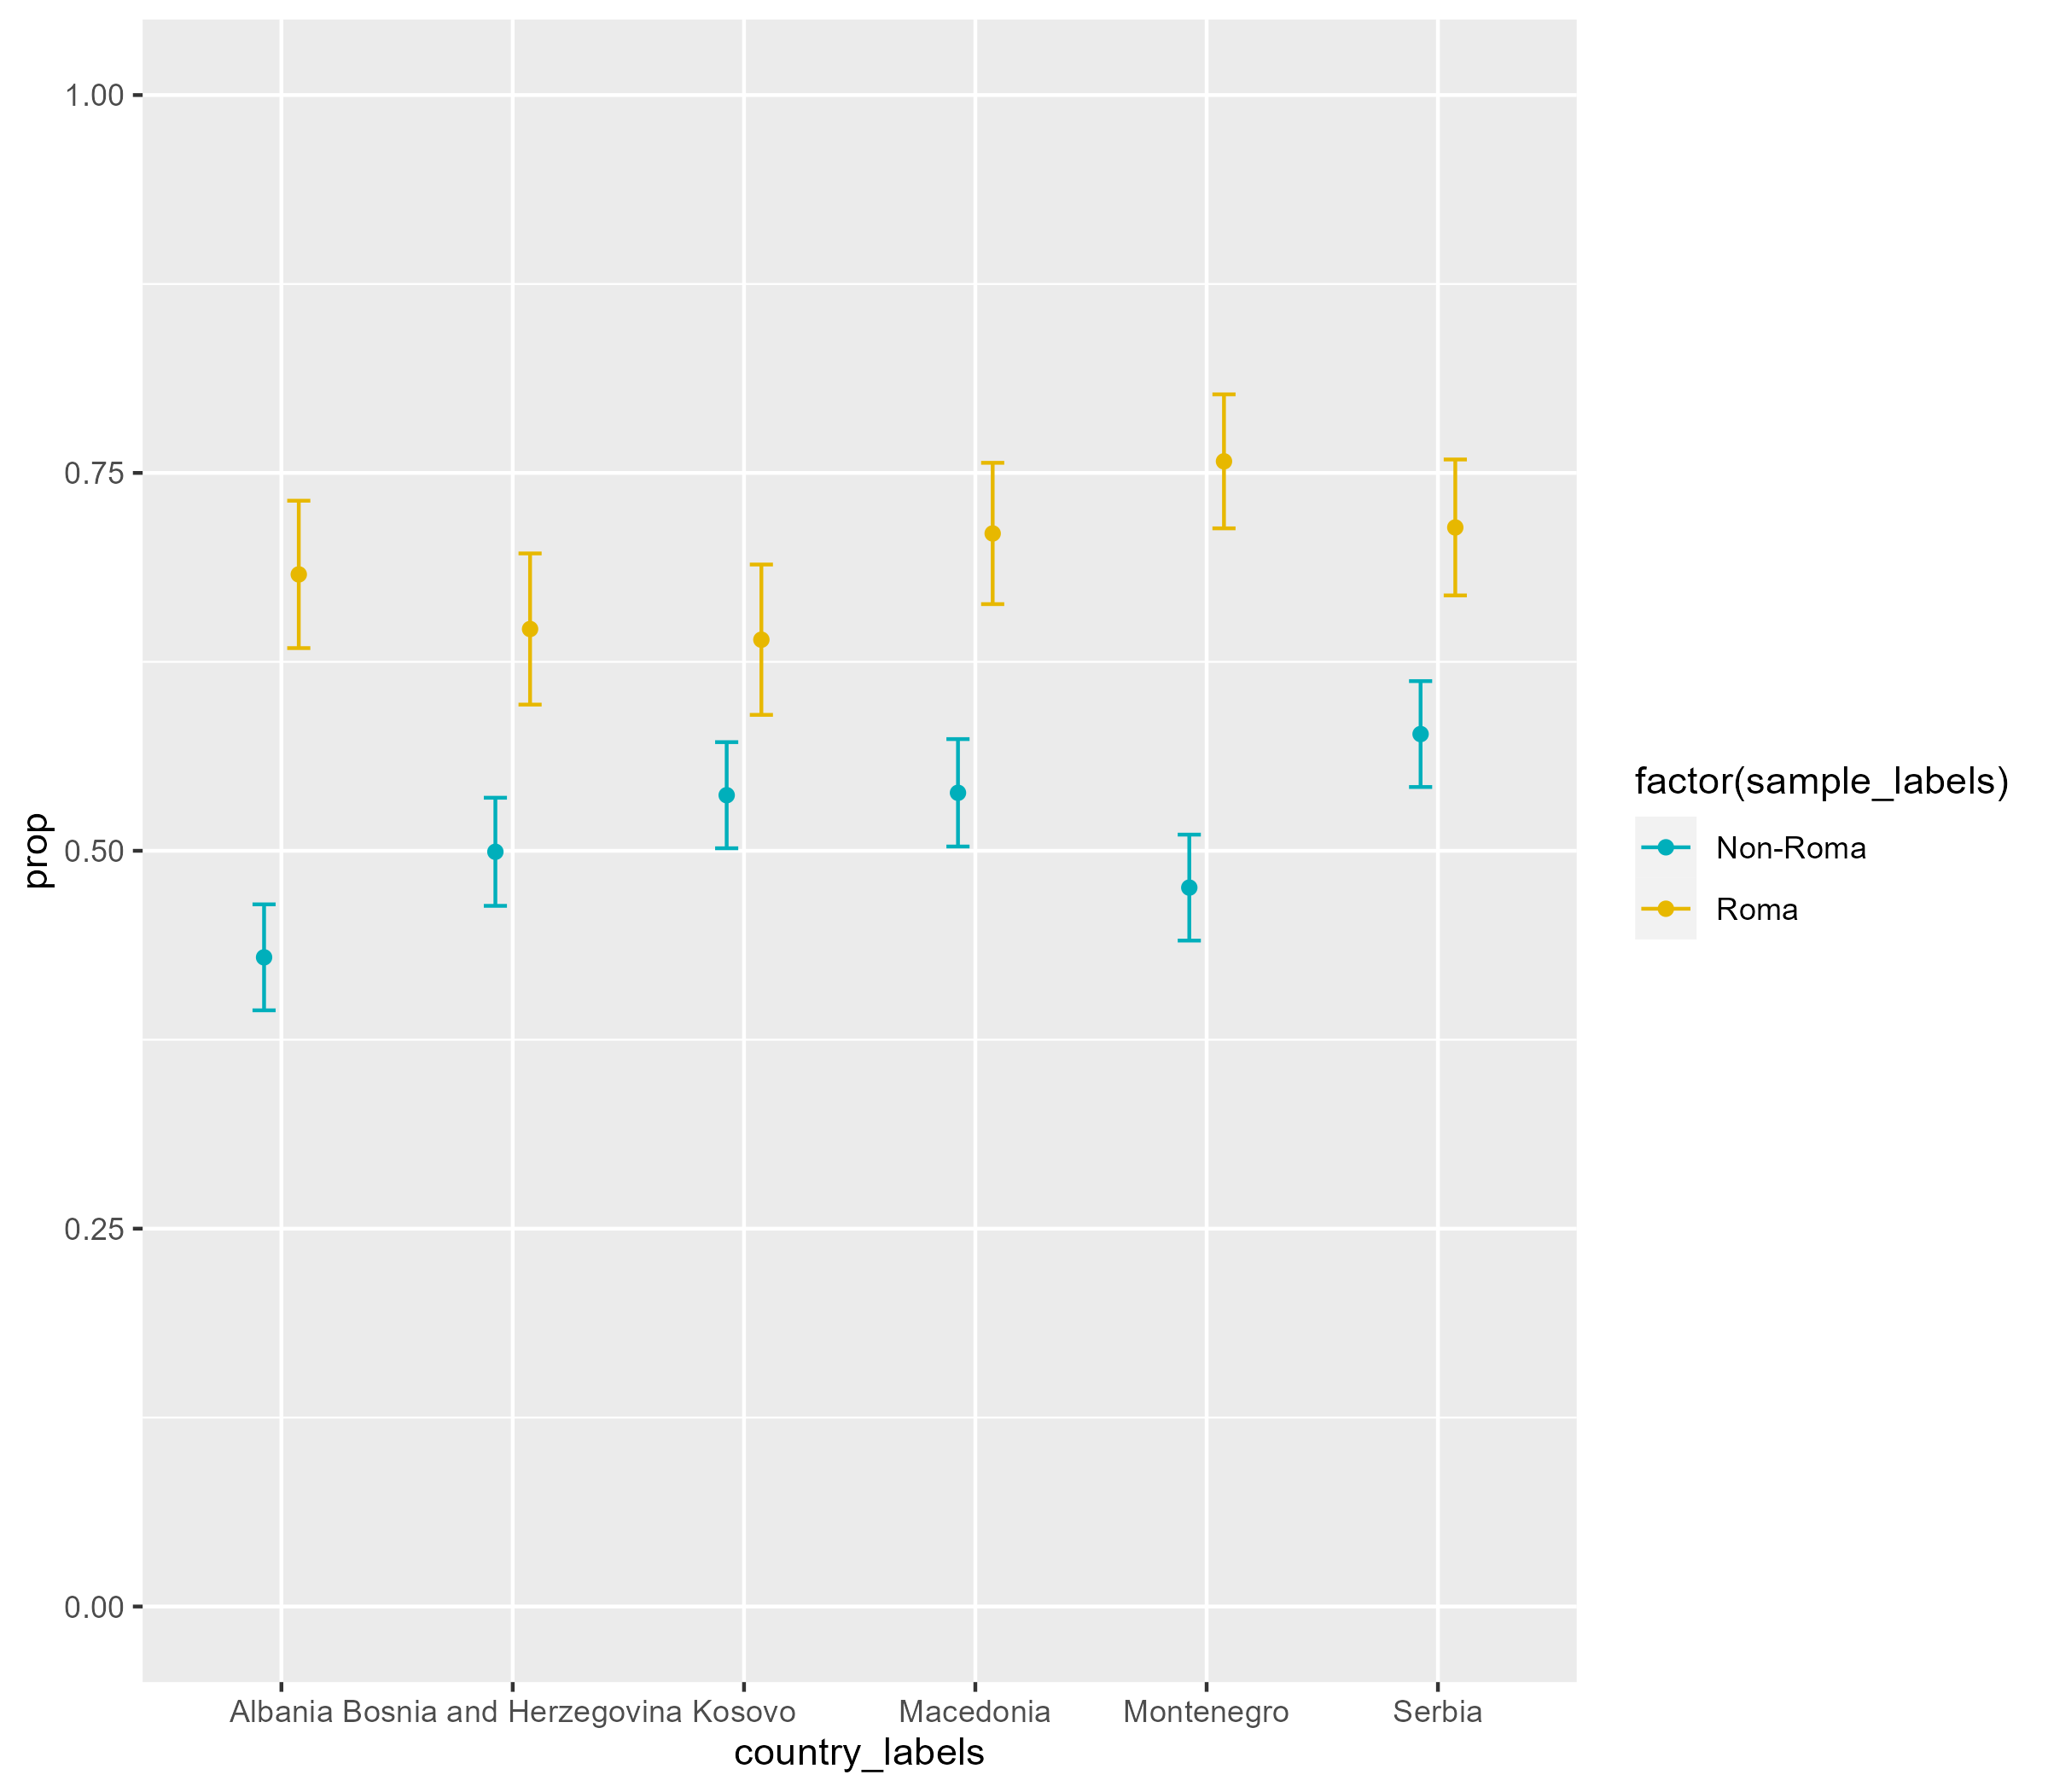 1.00
0.75
0.50
0.25
0.00
prop
Albania Bosnia and Herzegovina Kosovo Macedonia Montenegro Serbia
country_labels
factor(sample_labels)
Non-Roma
Roma